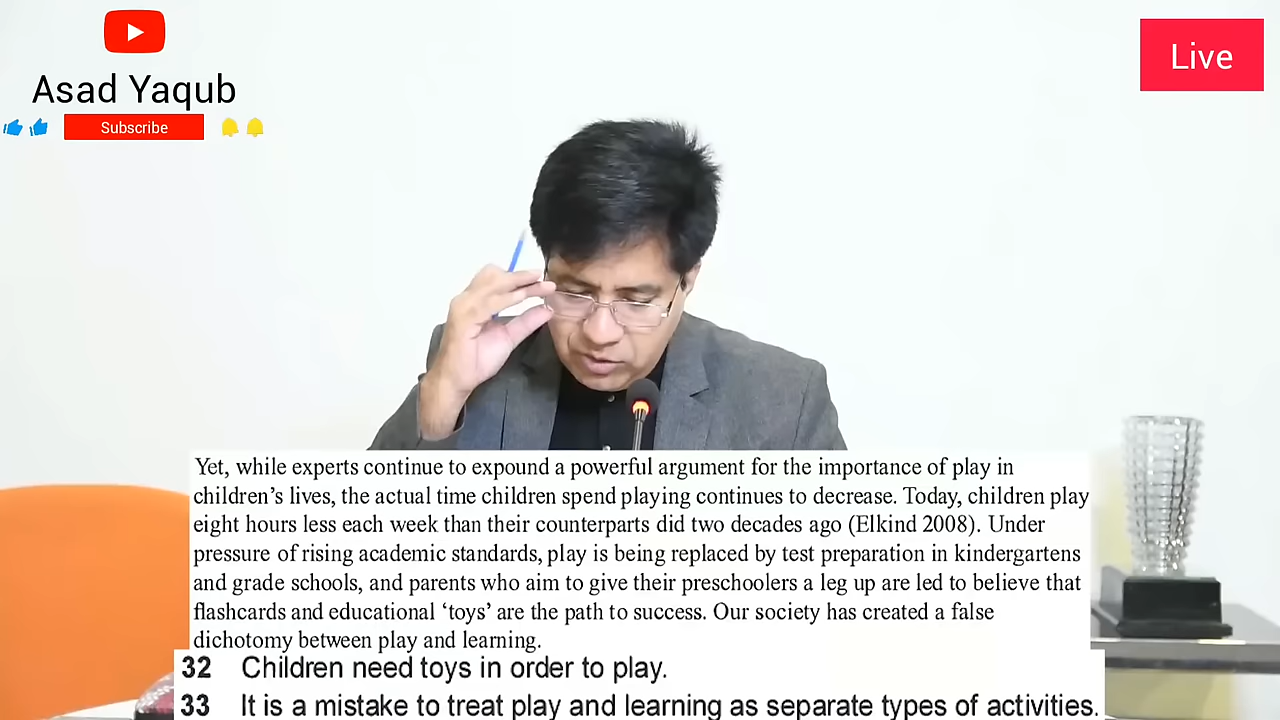 Asad Yaqub
Subscribe
Live
Yet, while experts continue to expound a powerful argument for the importance of play in
children's lives, the actual time children spend playing continues to decrease. Today, children play
eight hours less each week than their counterparts did two decades ago (Elkind 2008). Under
pressure of rising academic standards, play is being replaced by test preparation in kindergartens
and grade schools, and parents who aim to give their preschoolers a leg up are led to believe that
flashcards and educational ‘toys’ are the path to success. Our society has created a false
dichotomy between play and learning.
32 Children need toys in order to play.
33 It is a mistake to treat play and learning as separate types of activities.